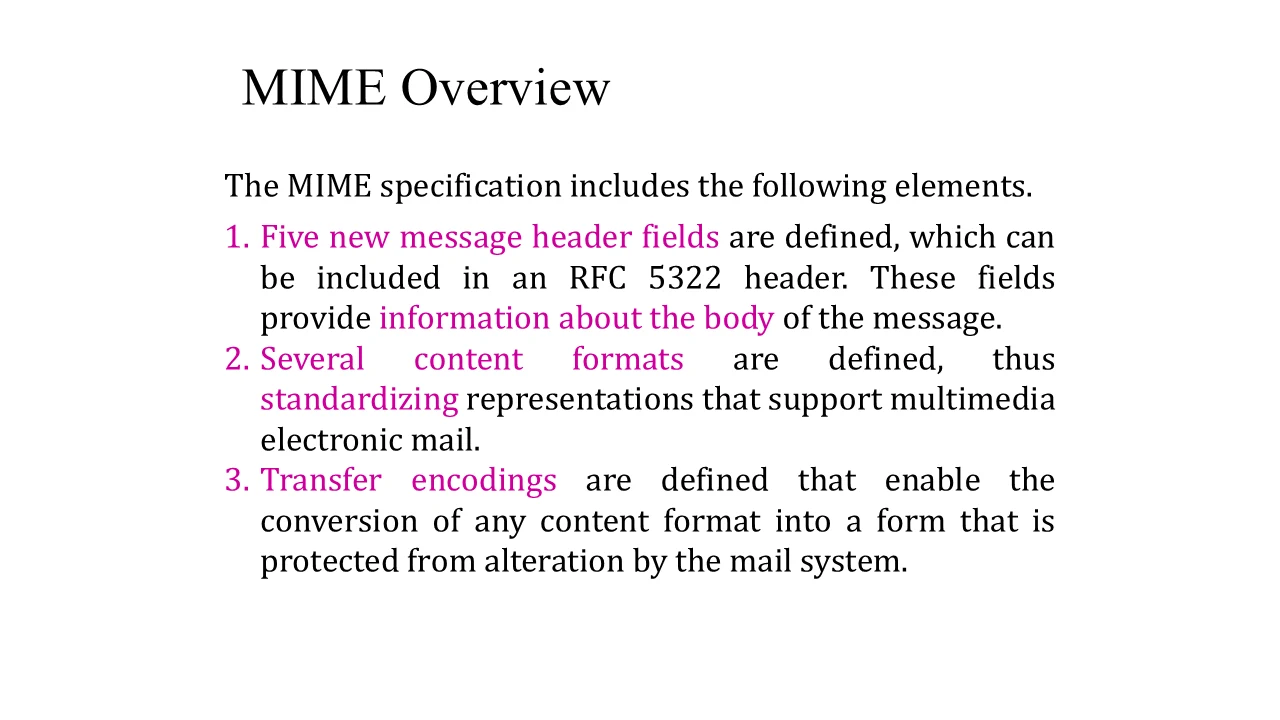 MIME Overview
The MIME specification includes the following elements.
1. Five new message header fields are defined, which can
be included in an RFC 5322 header. These fields
provide information about the body of the message.
2. Several content formats are defined, thus
standardizing representations that support multimedia
electronic mail.
3. Transfer encodings are defined that enable the
conversion of any content format into a form that is
protected from alteration by the mail system.